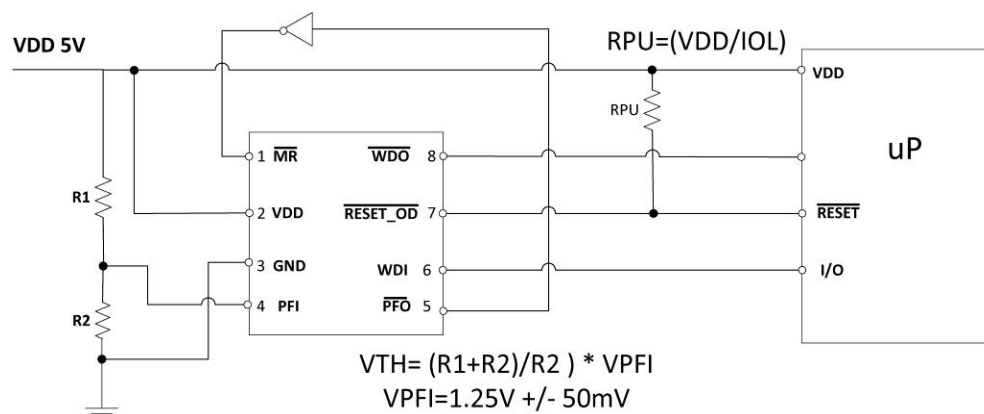 VDD 5V
RPU=(VDD/IOL)
VDD
RPU
uP
1 MR
WDO 8
R1
2 VDD
RESET_OD 7
RESET
3 GND
WDI 6
I/O
4 PFI
PFO 5
R2
VTH= (R1+R2)/R2 ) * VPFI
VPFI=1.25V +/- 50mV